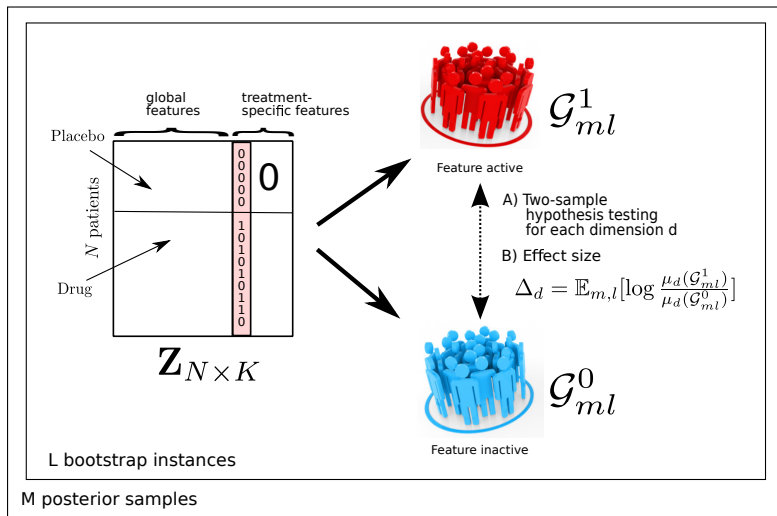 global
features
treatment-
specific features
Placebo
N patients
Drug
0
0
0
0
0
0
1
0
1
0
1
0
1
0
1
1
0
Z_{N×K}
G^1_{ml}
Feature active
A) Two-sample
hypothesis testing
for each dimension d
B) Effect size
Δ_d = 𝔼_{m,l}[log μ_d(G^1_{ml})/μ_d(G^0_{ml})]
G^0_{ml}
Feature inactive
L bootstrap instances
M posterior samples